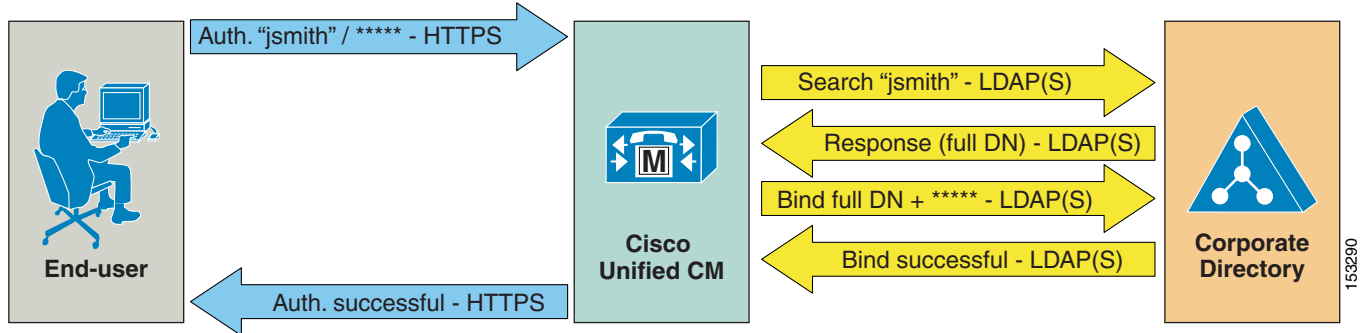 Auth. “jsmith” / ***** - HTTPS
Search “jsmith” - LDAP(S)
Response (full DN) - LDAP(S)
M
Bind full DN + ***** - LDAP(S)
End-user
Cisco
Unified CM
Bind successful - LDAP(S)
Corporate
Directory
Auth. successful - HTTPS
153290